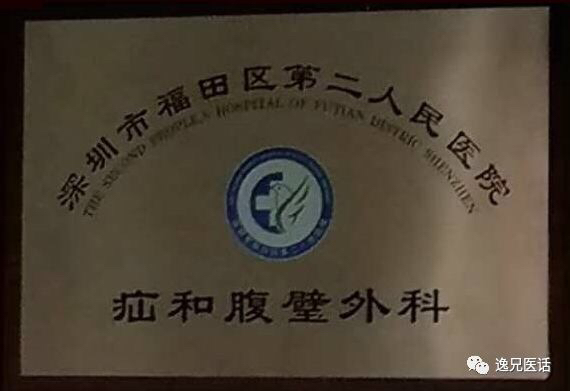 深圳市福田区第二人民医院
THE SECOND PEOPLE,S HOSPITAL OF FUTIAN DISTRIC SHENZHEN
疝和腹壁外科
逸兄医话